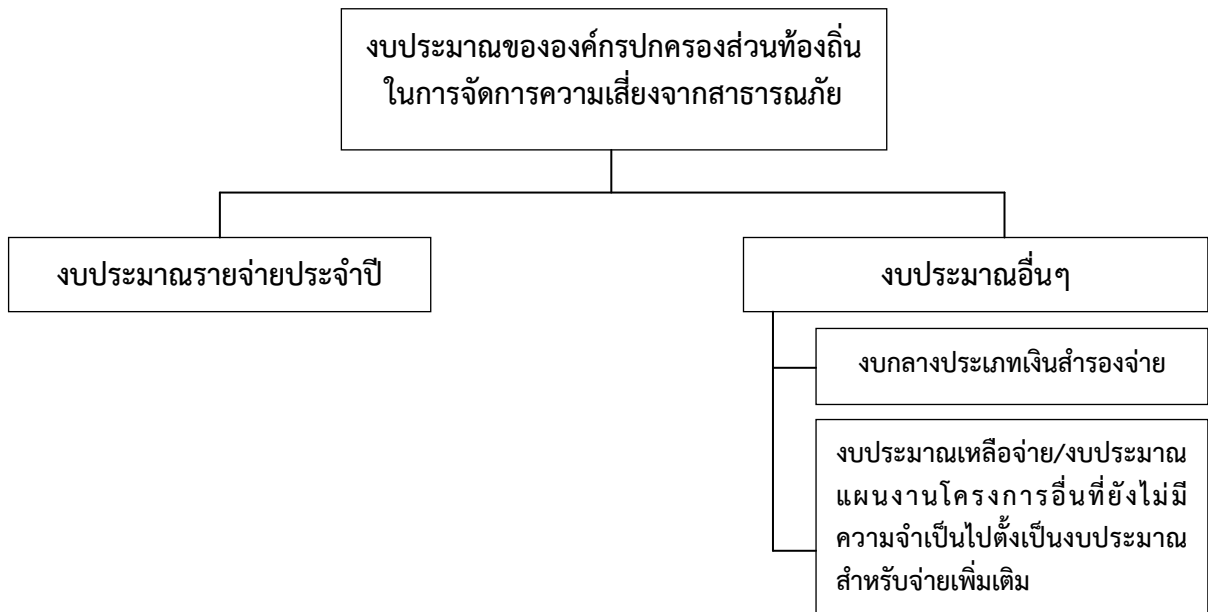 งบประมาณขององค์กรปกครองส่วนท้องถิ่น
ในการจัดการความเสี่ยงจากสาธารณภัย
งบประมาณรายจ่ายประจำปี
งบประมาณอื่นๆ
งบกลางประเภทเงินสำรองจ่าย
งบประมาณเหลือจ่าย/งบประมาณ
แผนงานโครงการอื่นที่ยังไม่มี
ความจำเป็นไปตั้งเป็นงบประมาณ
สำหรับจ่ายเพิ่มเติม